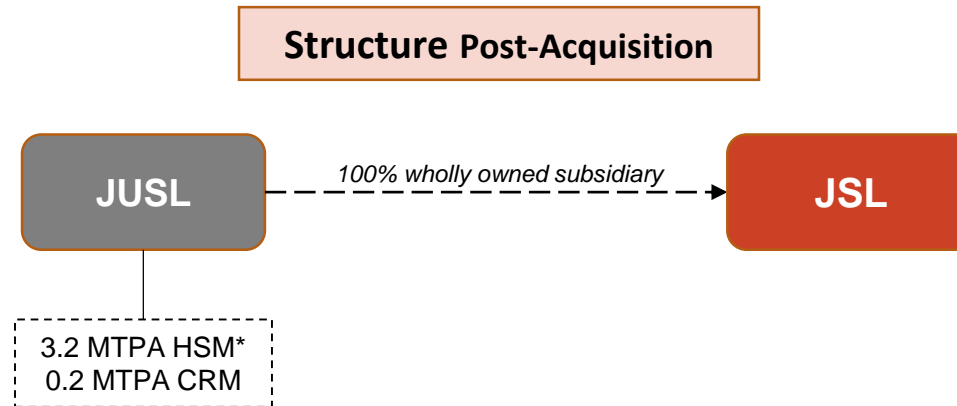 Structure Post-Acquisition
100% wholly owned subsidiary
JUSL
JSL
3.2 MTPA HSM*
0.2 MTPA CRM